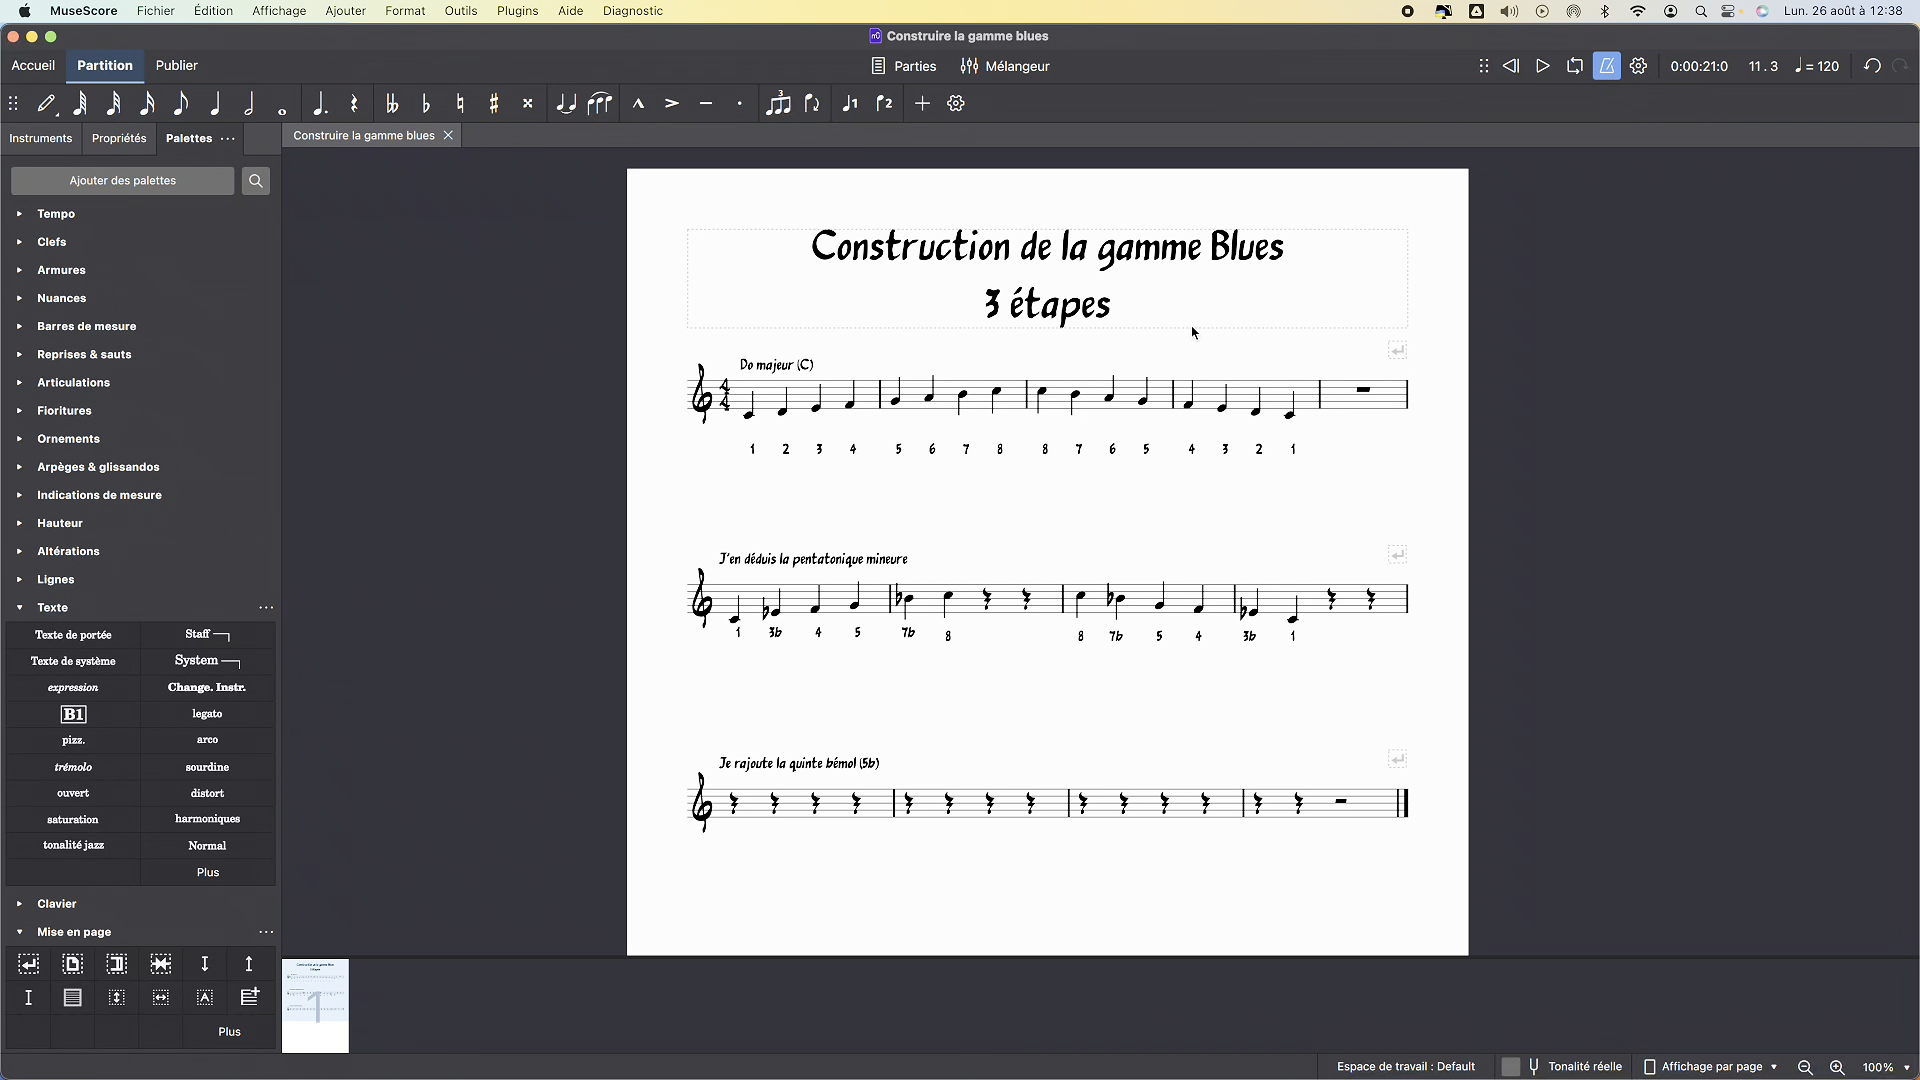 MuseScore Fichier Édition Affichage Ajouter Format Outils Plugins Aide Diagnostic Lun. 26 août à 12:38
Construire la gamme blues
Accueil Partition Publier Parties Mélangeur 0:00:21:0 11 . 3 = 120
3 1 2
Instruments Propriétés Palettes Construire la gamme blues
Ajouter des palettes
Tempo
Clefs
Armures
Nuances
Barres de mesure
Reprises & sauts
Articulations
Fioritures
Ornements
Arpèges & glissandos
Indications de mesure
Hauteur
Altérations
Lignes
Texte
Texte de portée Staff
Texte de système System
expression Change. Instr.
B1 legato
pizz. arco
trémolo sourdine
ouvert distort
saturation harmoniques
tonalité jazz Normal
Plus
Clavier
Mise en page
A
Plus
Construction de la gamme Blues
3 étapes
Do majeur (C)
4
4
1 2 3 4 5 6 7 8 8 7 6 5 4 3 2 1
J'en déduis la pentatonique mineure
1 3b 4 5 7b 8 8 7b 5 4 3b 1
Je rajoute la quinte bémol (5b)
1
Espace de travail : Default Tonalité réelle Affichage par page 100%